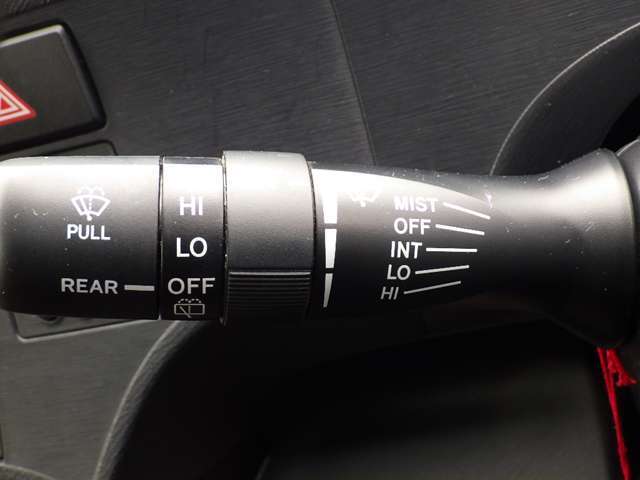 PULL
REAR
HI
LO
OFF
MIST
OFF
INT
LO
HI